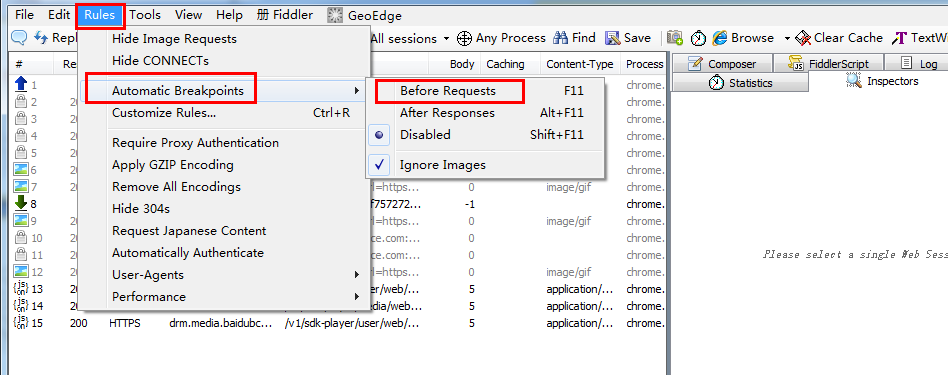 File Edit Rules Tools View Help 册 Fiddler GeoEdge
Repl All sessions Any Process Find Save Browse Clear Cache TextWi
# Res Body Caching Content-Type Process
Composer FiddlerScript Log
Statistics Inspectors
Hide Image Requests
Hide CONNECTs
Automatic Breakpoints
Customize Rules... Ctrl+R
Require Proxy Authentication
Apply GZIP Encoding
Remove All Encodings
Hide 304s
Request Japanese Content
Automatically Authenticate
User-Agents
Performance
Before Requests F11
After Responses Alt+F11
Disabled Shift+F11
Ignore Images
1 chrome.
2 20 chrome.
3 20 chrome.
4 20 chrome.
5 20 chrome.
6 20 chrome.
7 20 rl=https... 0 image/gif chrome.
8 f757272... -1 chrome.
9 20 rl=https... 0 image/gif chrome.
10 20 ce.com:... 0 chrome.
11 20 ce.com:... 0 chrome.
12 20 rl=https... 0 image/gif chrome.
13 20 er/web/... 5 application/... chrome.
14 20 edia/web/... 5 application/... chrome.
15 200 HTTPS drm.media.baidubc... /v1/sdk-player/user/web/... 5 application/... chrome.
Please select a single Web Sess